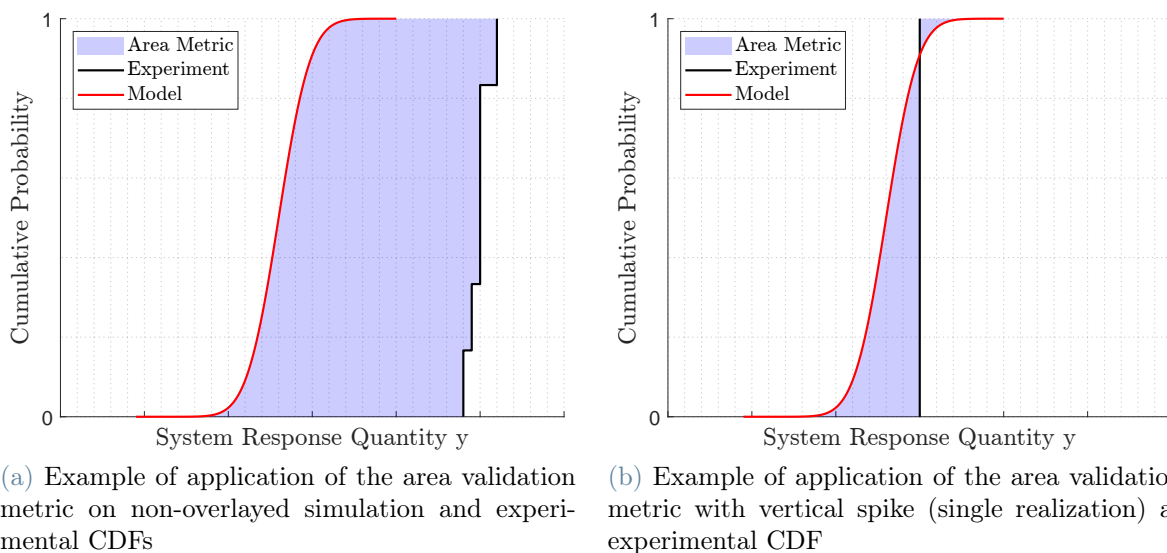 1
Area Metric
Experiment
Model
Cumulative Probability
0
System Response Quantity y
(a) Example of application of the area validation
metric on non-overlayed simulation and experi-
mental CDFs
1
Area Metric
Experiment
Model
Cumulative Probability
0
System Response Quantity y
(b) Example of application of the area validatio
metric with vertical spike (single realization) a
experimental CDF